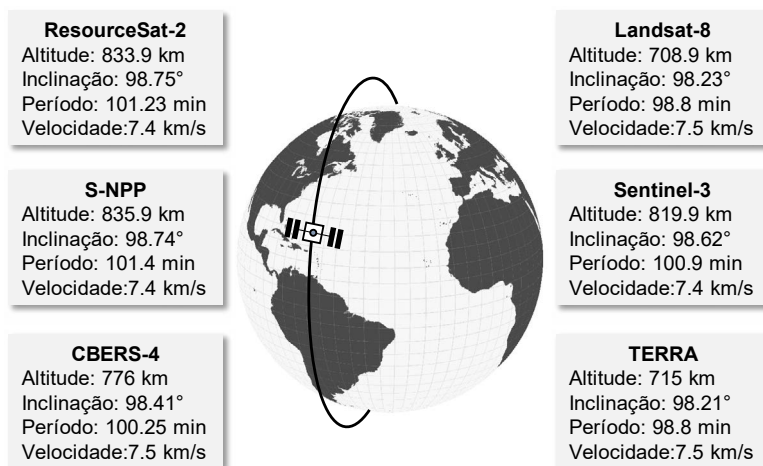 ResourceSat-2
Altitude: 833.9 km
Inclinação: 98.75°
Período: 101.23 min
Velocidade:7.4 km/s
S-NPP
Altitude: 835.9 km
Inclinação: 98.74°
Período: 101.4 min
Velocidade:7.4 km/s
CBERS-4
Altitude: 776 km
Inclinação: 98.41°
Período: 100.25 min
Velocidade:7.5 km/s
Landsat-8
Altitude: 708.9 km
Inclinação: 98.23°
Período: 98.8 min
Velocidade:7.5 km/s
Sentinel-3
Altitude: 819.9 km
Inclinação: 98.62°
Período: 100.9 min
Velocidade:7.4 km/s
TERRA
Altitude: 715 km
Inclinação: 98.21°
Período: 98.8 min
Velocidade:7.5 km/s